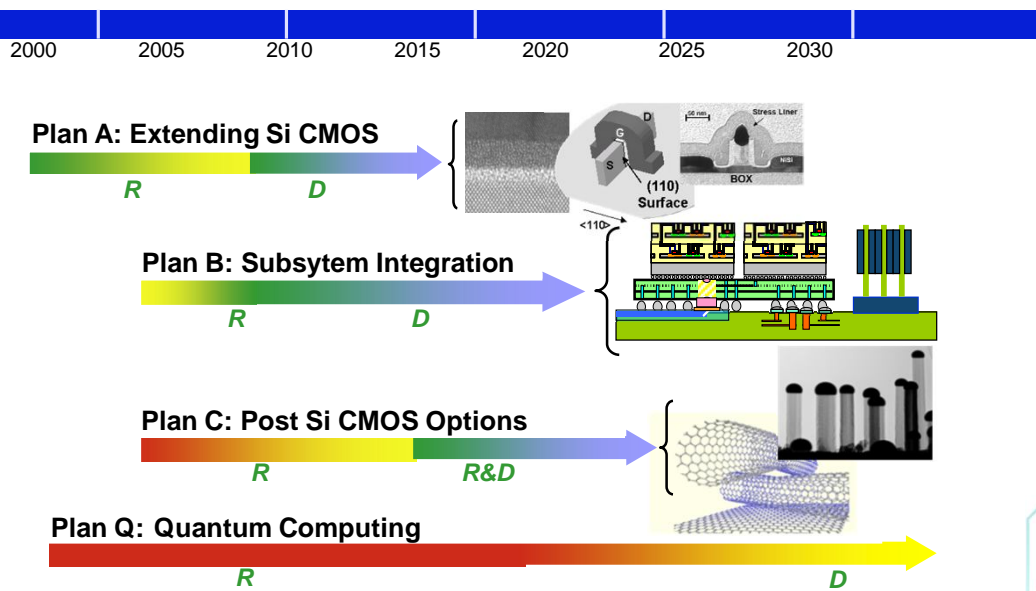 2000 2005 2010 2015 2020 2025 2030
Plan A: Extending Si CMOS
R D
D
G
S
(110)
Surface
<110>
Stress Liner
NiSi
BOX
Plan B: Subsytem Integration
R D
Plan C: Post Si CMOS Options
R R&D
Plan Q: Quantum Computing
R D